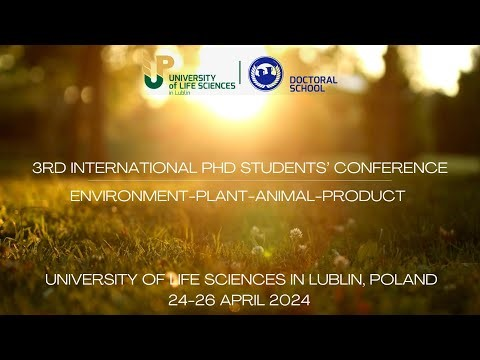 UP
UNIVERSITY
OF LIFE SCIENCES
in Lublin
DOCTORAL
SCHOOL
3RD INTERNATIONAL PHD STUDENTS' CONFERENCE
ENVIRONMENT-PLANT-ANIMAL-PRODUCT
UNIVERSITY OF LIFE SCIENCES IN LUBLIN, POLAND
24-26 APRIL 2024